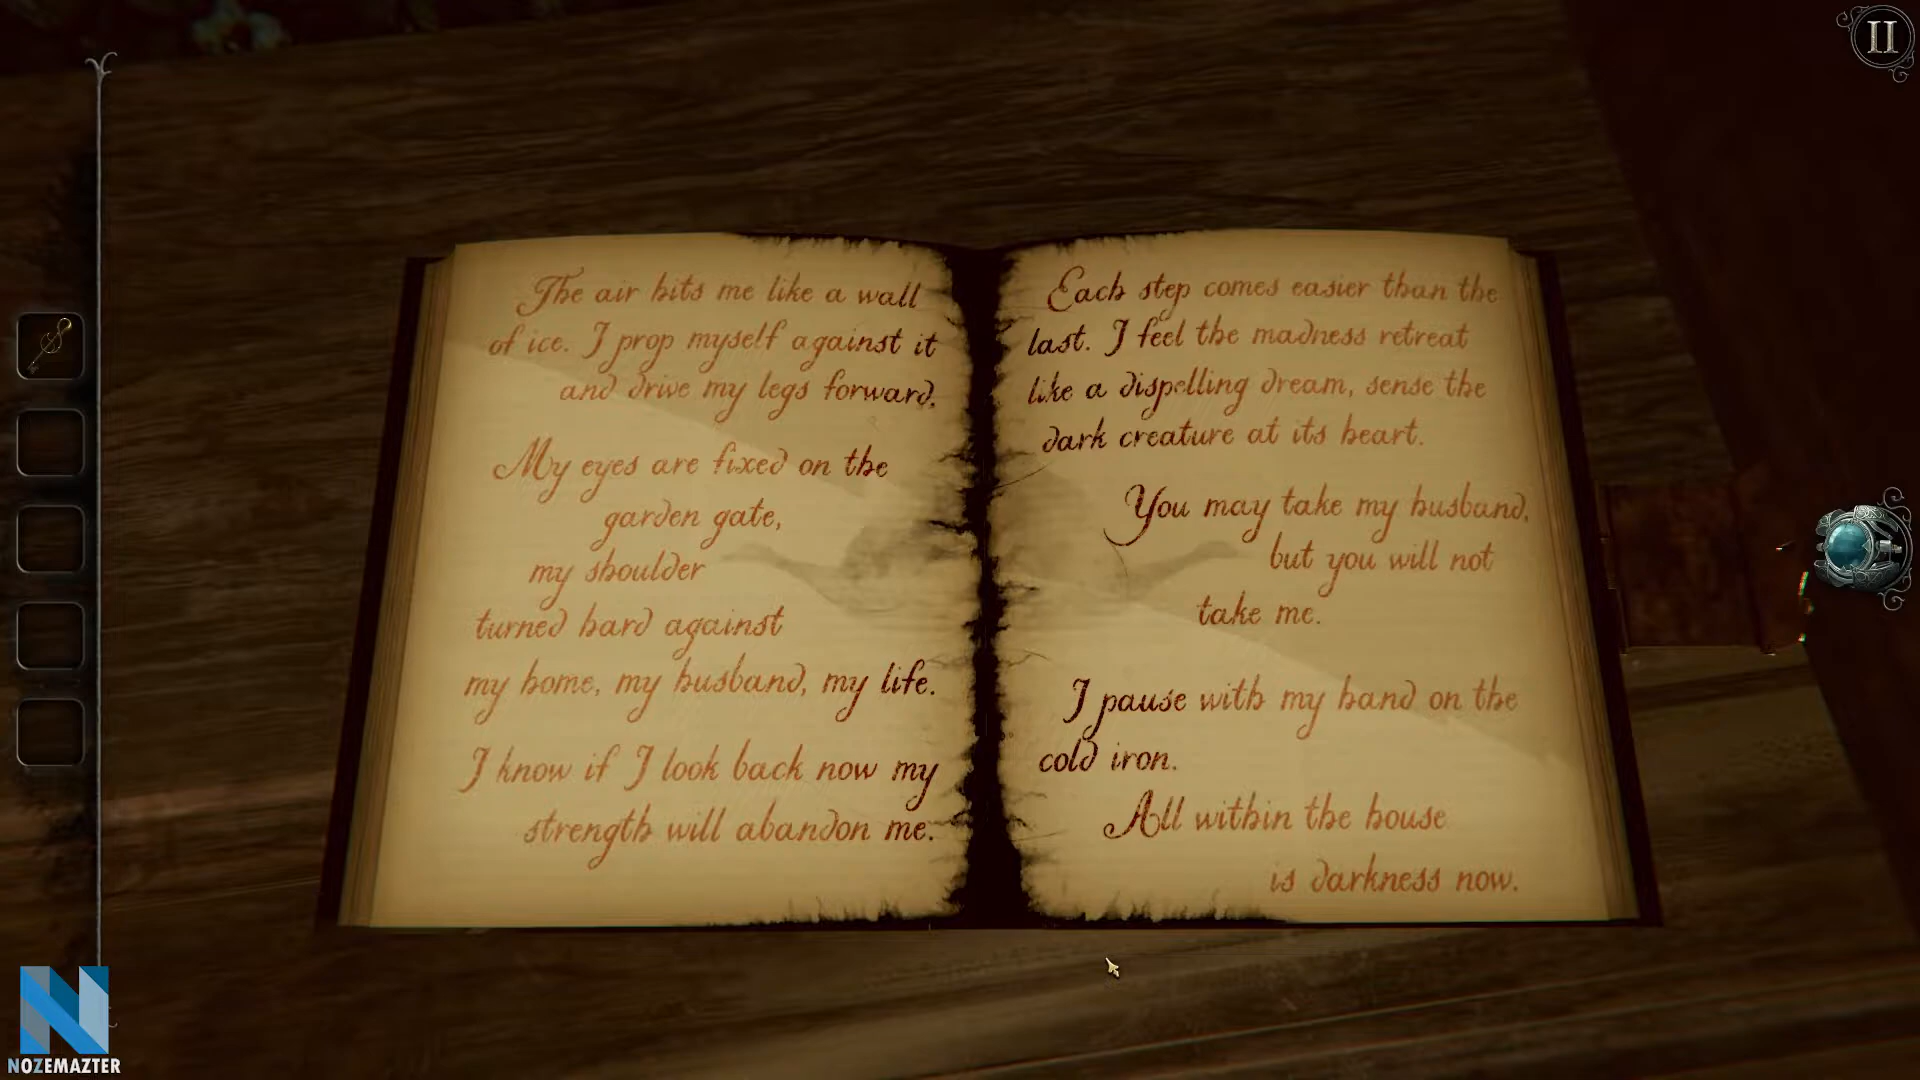 The air hits me like a wall
of ice. I prop myself against it
and drive my legs forward.
My eyes are fixed on the
garden gate,
my shoulder
turned hard against
my home, my husband, my life.
I know if I look back now my
strength will abandon me.
Each step comes easier than the
last. I feel the madness retreat
like a dispelling dream, sense the
dark creature at its heart.
You may take my husband,
but you will not
take me.
I pause with my hand on the
cold iron.
All within the house
is darkness now.
II
NOZEMAZTER